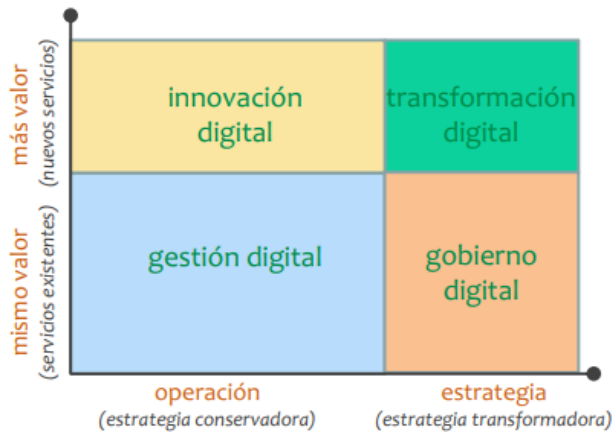 más valor
(nuevos servicios)
innovación
digital
transformación
digital
mismo valor
(servicios existentes)
gestión digital
gobierno
digital
operación
(estrategia conservadora)
estrategia
(estrategia transformadora)